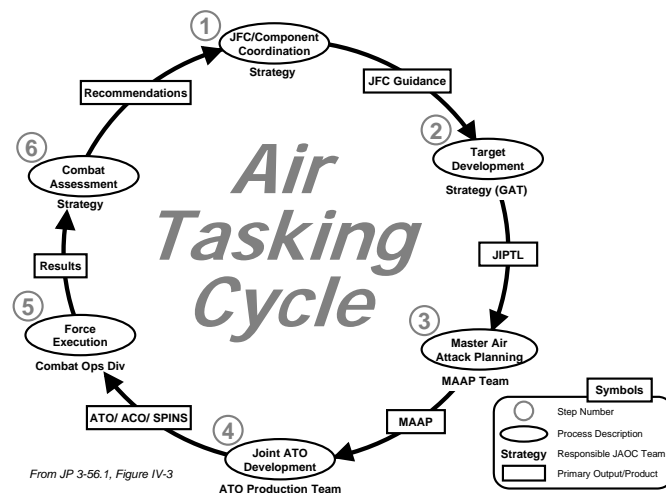 1
JFC/Component
Coordination
Strategy
JFC Guidance
2
Target
Development
Strategy (GAT)
JIPTL
3
Master Air
Attack Planning
MAAP Team
MAAP
4
Joint ATO
Development
ATO Production Team
ATO/ ACO/ SPINS
5
Force
Execution
Combat Ops Div
Results
6
Combat
Assessment
Strategy
Recommendations
Air
Tasking
Cycle
From JP 3-56.1, Figure IV-3
Symbols
Step Number
Process Description
Strategy Responsible JAOC Team
Primary Output/Product